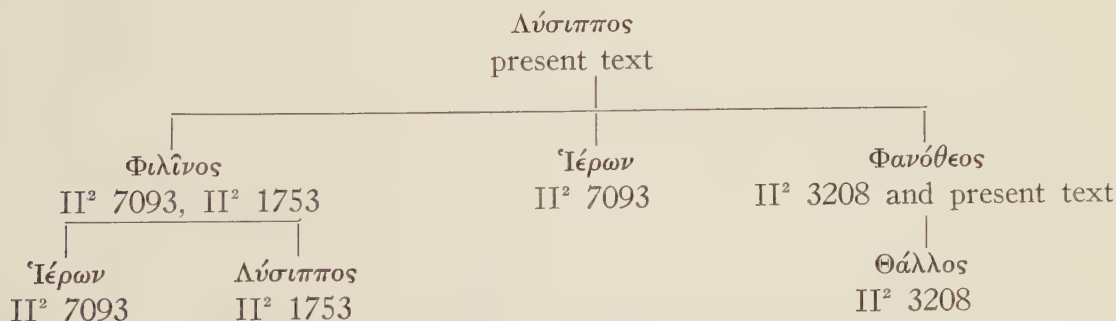 Λύσιππος
present text
Φιλῖνος Ἱέρων Φανόθεος
II² 7093, II² 1753 II² 7093 II² 3208 and present text
Ἱέρων Λύσιππος Θάλλος
II² 7093 II² 1753 II² 3208